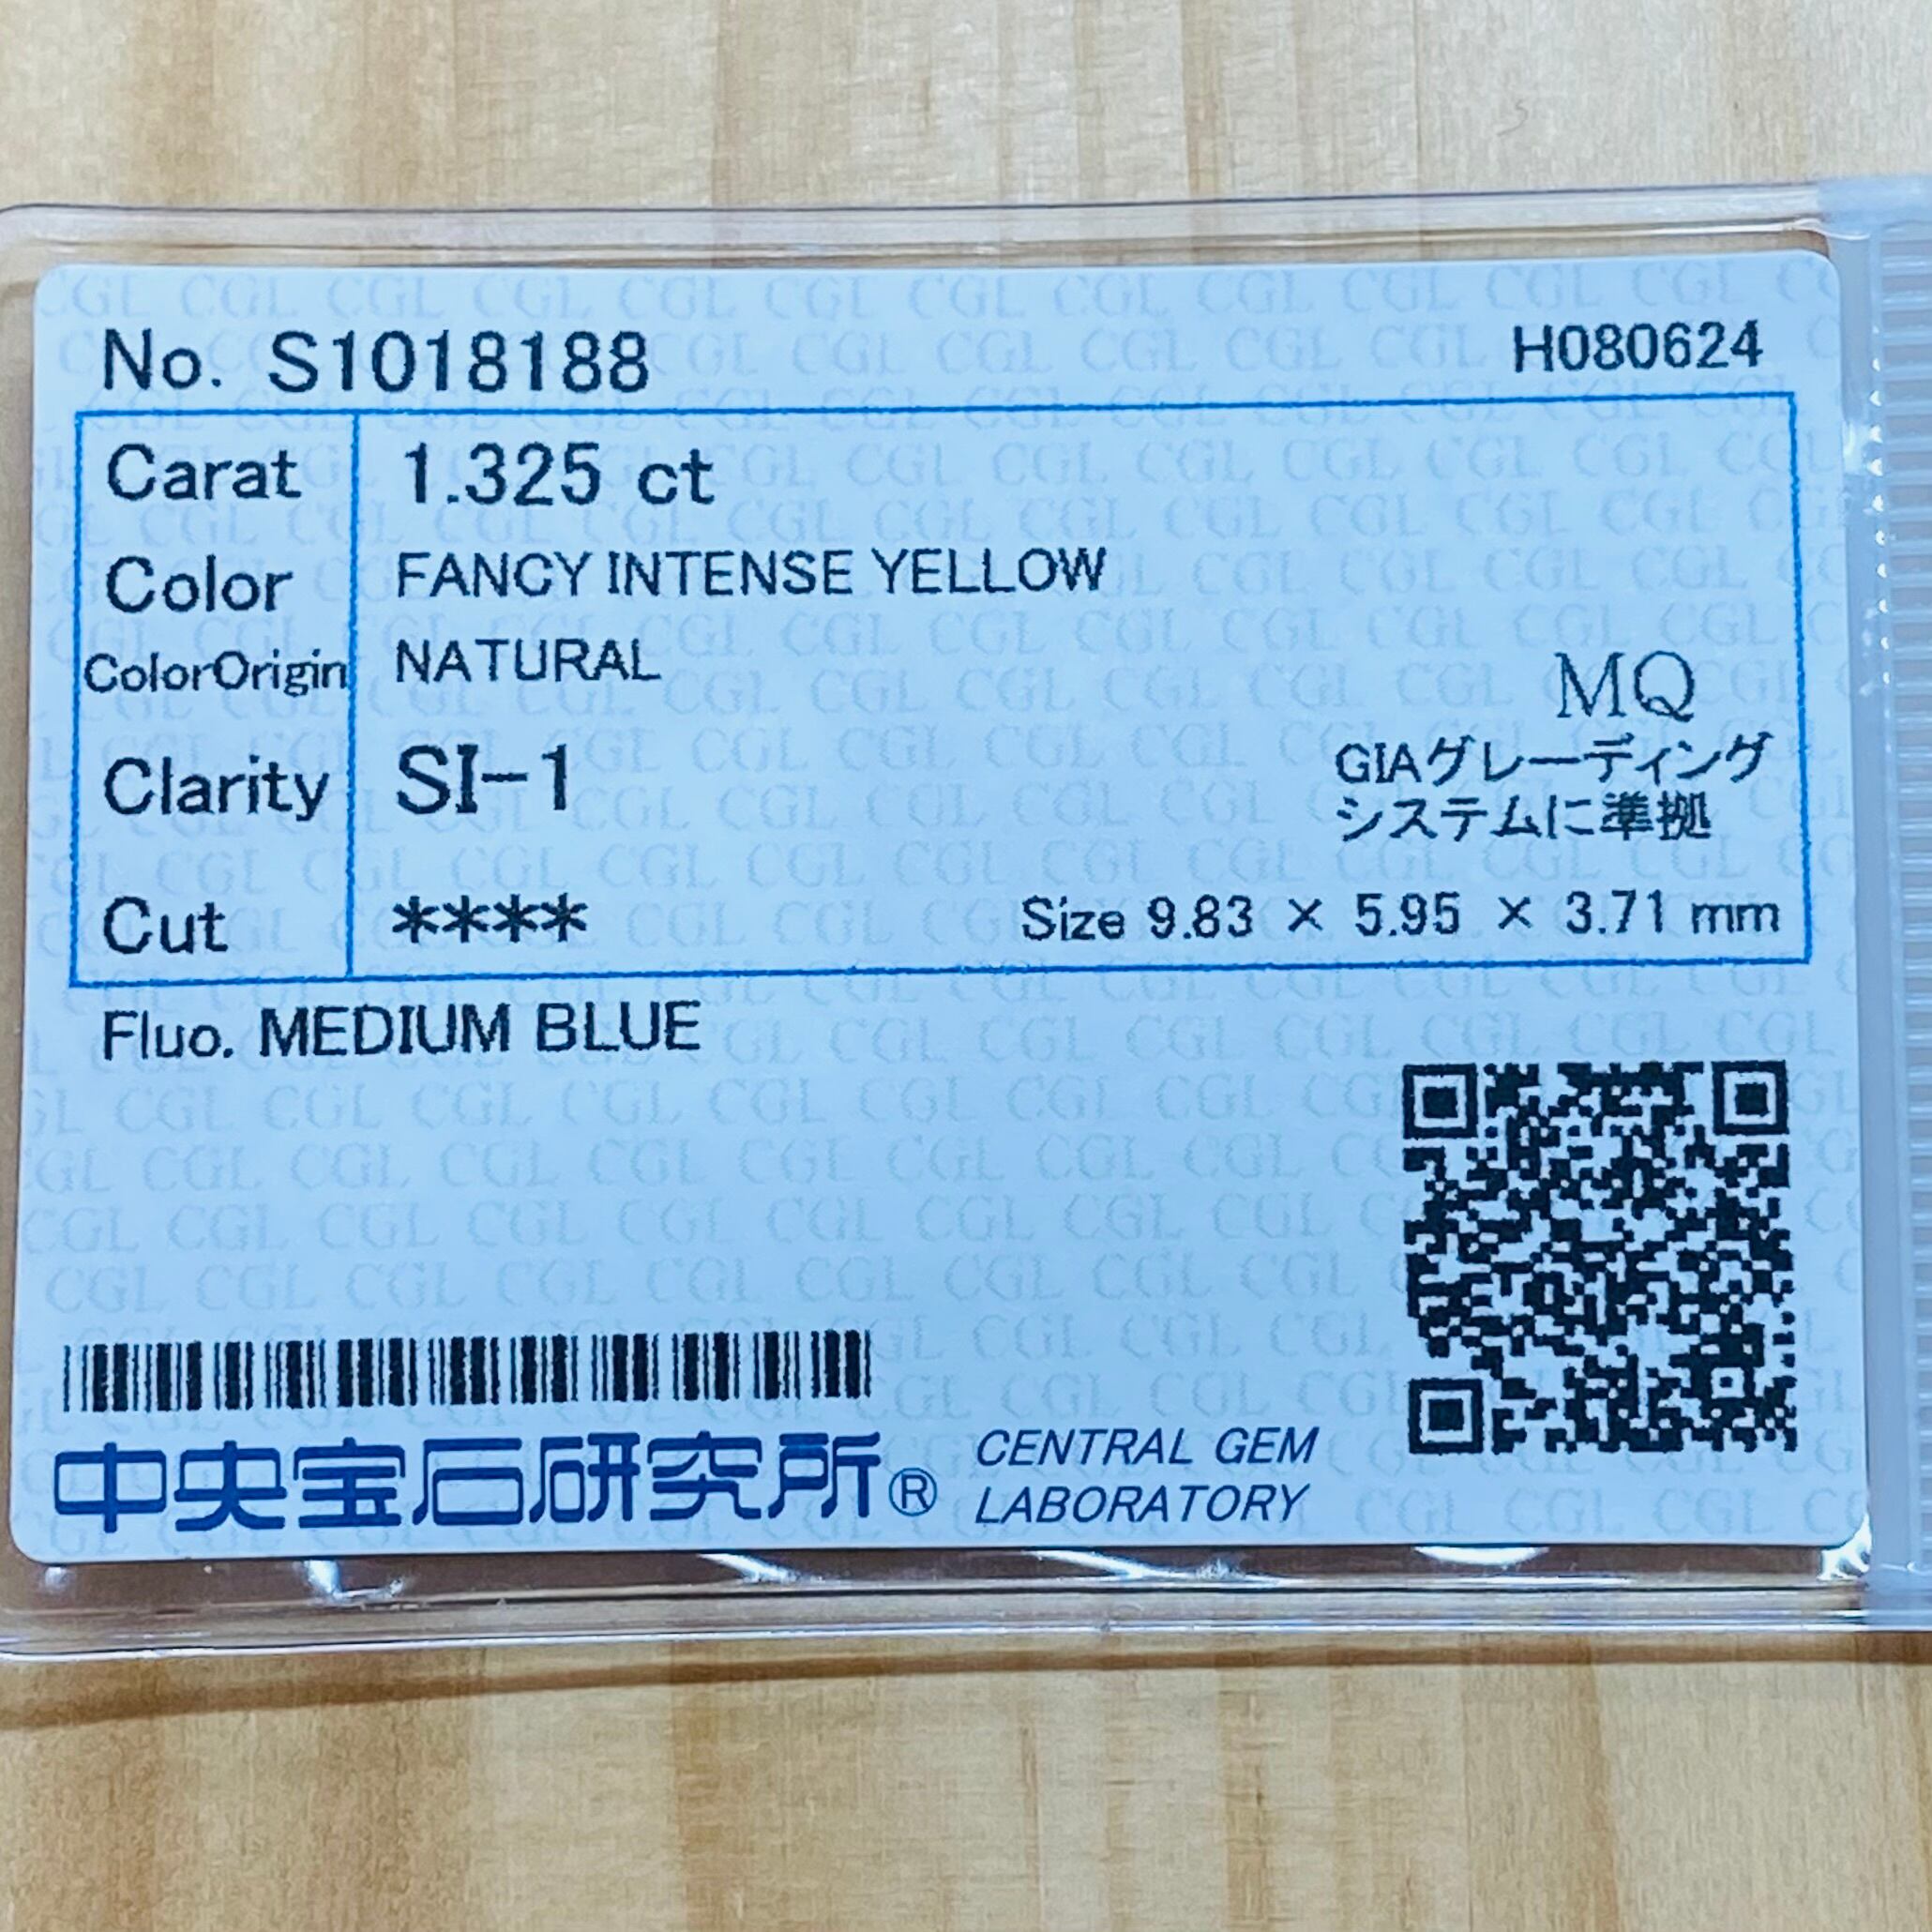 No. S1018188 H080624
Carat 1.325 ct
Color FANCY INTENSE YELLOW
ColorOrigin NATURAL
MQ
Clarity SI-1
GIAグレーディング
システムに準拠
Cut **** Size 9.83 × 5.95 × 3.71 mm
Fluo. MEDIUM BLUE
中央宝石研究所® CENTRAL GEM
LABORATORY